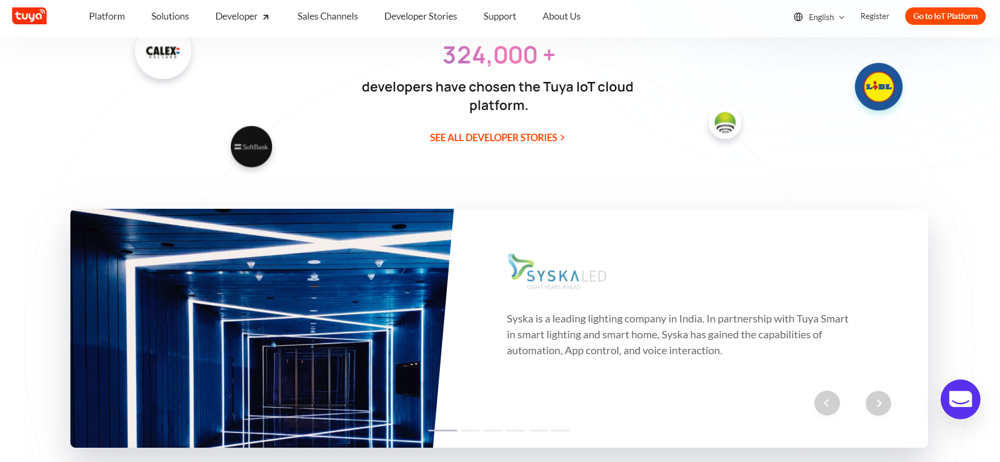 tuya
Platform
Solutions
Developer
Sales Channels
Developer Stories
Support
About Us
English
Register
Go to IoT Platform
CALEX
HOLLAND
324,000 +
LIDL
developers have chosen the Tuya IoT cloud
platform.
SoftBank
SEE ALL DEVELOPER STORIES >
SYSKA LED
LIGHT YEARS AHEAD
Syska is a leading lighting company in India. In partnership with Tuya Smart
in smart lighting and smart home, Syska has gained the capabilities of
automation, App control, and voice interaction.